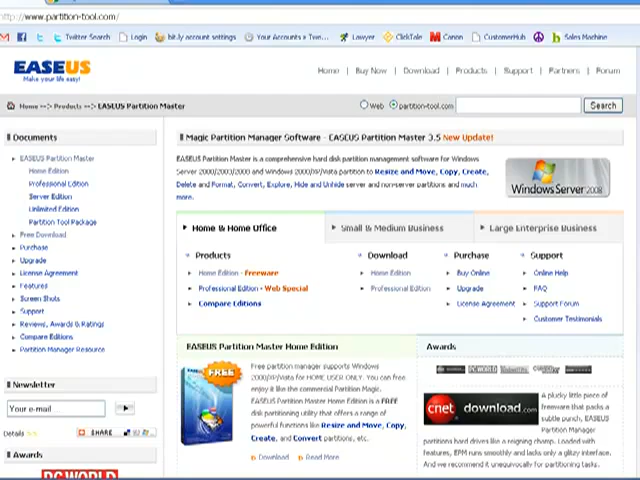 http://www.partition-tool.com/
Twitter Search
Login
bit.ly account settings
Your Accounts » Twe...
Lawyer
ClickTale
Canon
CustomerHub
Sales Machine
EASEUS
Make your life easy!
Home | Buy Now | Download | Products | Support | Partners | Forum
Home --> Products --> EASEUS Partition Master
Web partition-tool.com Search
Documents
EASEUS Partition Master
Home Edition
Professional Edition
Server Edition
Unlimited Edition
Partition Tool Package
Free Download
Purchase
Upgrade
License Agreement
Features
Screen Shots
Support
Reviews, Awards & Ratings
Compare Editions
Partition Manager Resource
Newsletter
Your e-mail ...
Details >>
SHARE
Awards
PC WORLD
Magic Partition Manager Software - EASEUS Partition Master 3.5 New Update!
EASEUS Partition Master is a comprehensive hard disk partition management software for Windows
Server 2000/2003/2008 and Windows 2000/XP/Vista partition to Resize and Move, Copy, Create,
Delete and Format, Convert, Explore, Hide and Unhide server and non-server partitions and much
more.
Windows Server 2008
Home & Home Office
Small & Medium Business
Large Enterprise Business
Products
Home Edition - Freeware
Professional Edition - Web Special
Compare Editions
Download
Home Edition
Professional Edition
Purchase
Buy Online
Upgrade
License Agreement
Support
Online Help
FAQ
Support Forum
Customer Testimonials
EASEUS Partition Master Home Edition
FREE
Free partition manager supports Windows
2000/XP/Vista for HOME USER ONLY. You can free
enjoy it like the commercial Partition Magic.
EASEUS Partition Master Home Edition is a FREE
disk partitioning utility that offers a range of
powerful functions like Resize and Move, Copy,
Create, and Convert partitions, etc.
Download
Read More
Awards
PC WORLD
cnet download.com
A plucky little piece of
freeware that packs a
subtle punch, EASEUS
Partition Manager
partitions hard drives like a reigning champ. Loaded with
features, EPM runs smoothly and lacks only a glitzy interface.
And we recommend it unequivocally for partitioning tasks.